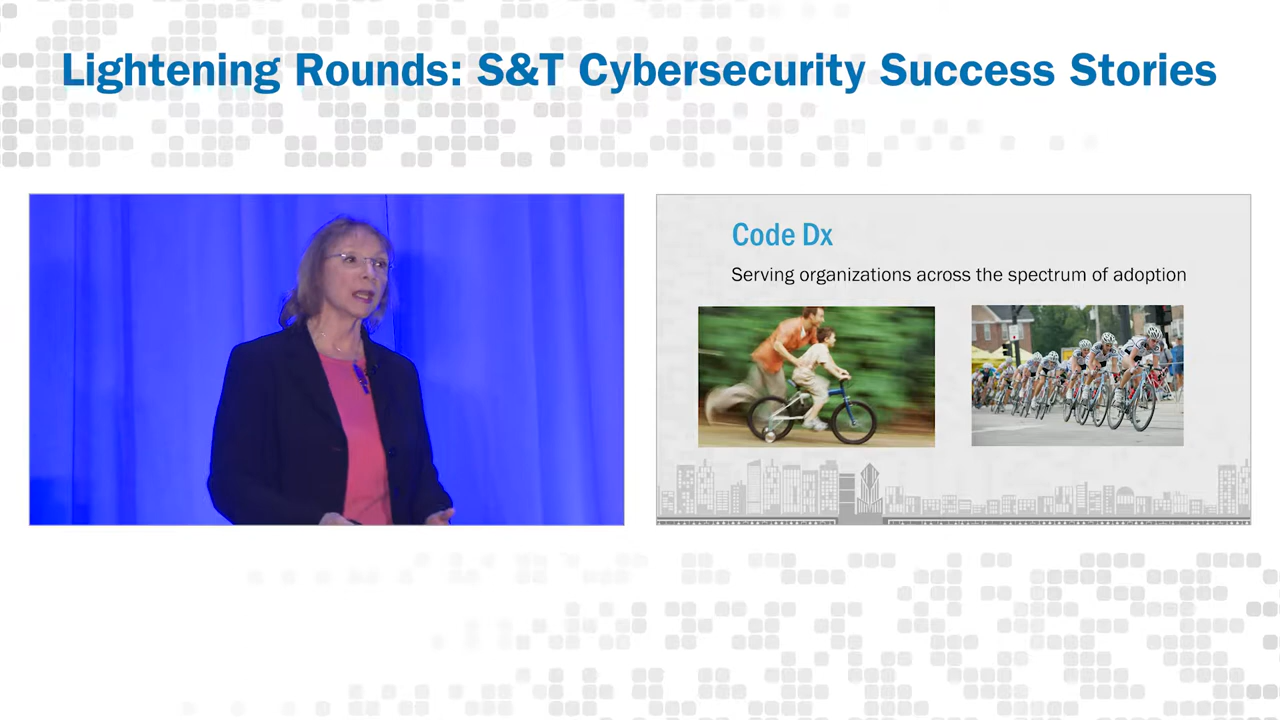 Lightening Rounds: S&T Cybersecurity Success Stories
Code Dx
Serving organizations across the spectrum of adoption